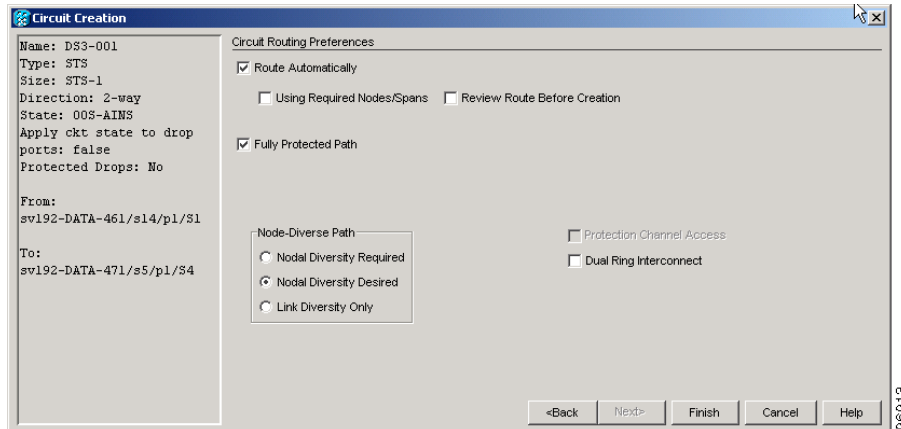 Circuit Creation
Name: DS3-001
Type: STS
Size: STS-1
Direction: 2-way
State: OOS-AINS
Apply ckt state to drop
ports: false
Protected Drops: No
From:
sv192-DATA-461/s14/p1/S1
To:
sv192-DATA-471/s5/p1/S4
Circuit Routing Preferences
Route Automatically
Using Required Nodes/Spans
Review Route Before Creation
Fully Protected Path
Node-Diverse Path
Nodal Diversity Required
Nodal Diversity Desired
Link Diversity Only
Protection Channel Access
Dual Ring Interconnect
<Back
Next>
Finish
Cancel
Help